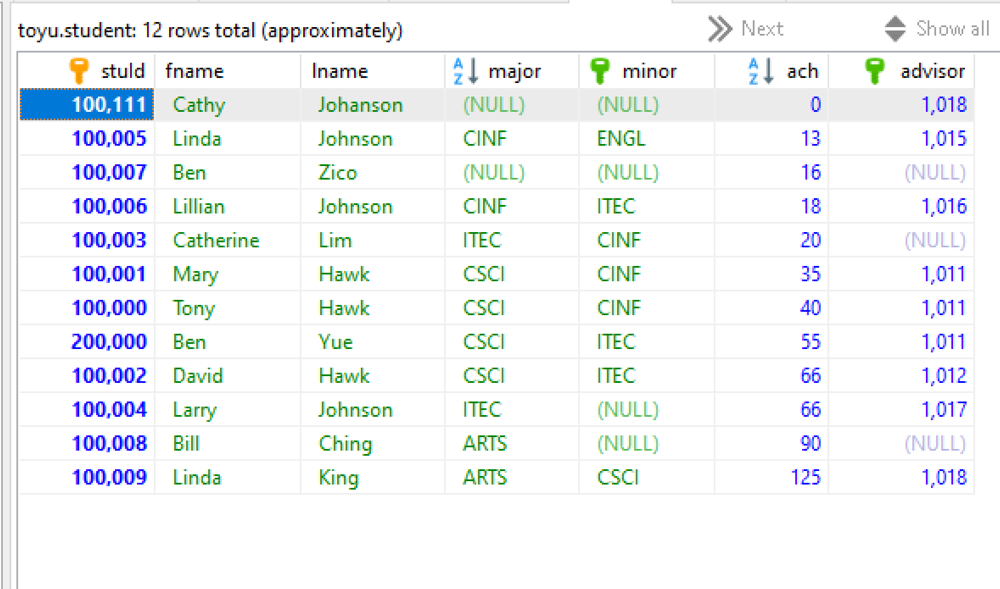 toyu.student: 12 rows total (approximately) Next Show all
stuId fname lname A Z major minor A Z ach advisor
100,111 Cathy Johanson (NULL) (NULL) 0 1,018
100,005 Linda Johnson CINF ENGL 13 1,015
100,007 Ben Zico (NULL) (NULL) 16 (NULL)
100,006 Lillian Johnson CINF ITEC 18 1,016
100,003 Catherine Lim ITEC CINF 20 (NULL)
100,001 Mary Hawk CSCI CINF 35 1,011
100,000 Tony Hawk CSCI CINF 40 1,011
200,000 Ben Yue CSCI ITEC 55 1,011
100,002 David Hawk CSCI ITEC 66 1,012
100,004 Larry Johnson ITEC (NULL) 66 1,017
100,008 Bill Ching ARTS (NULL) 90 (NULL)
100,009 Linda King ARTS CSCI 125 1,018